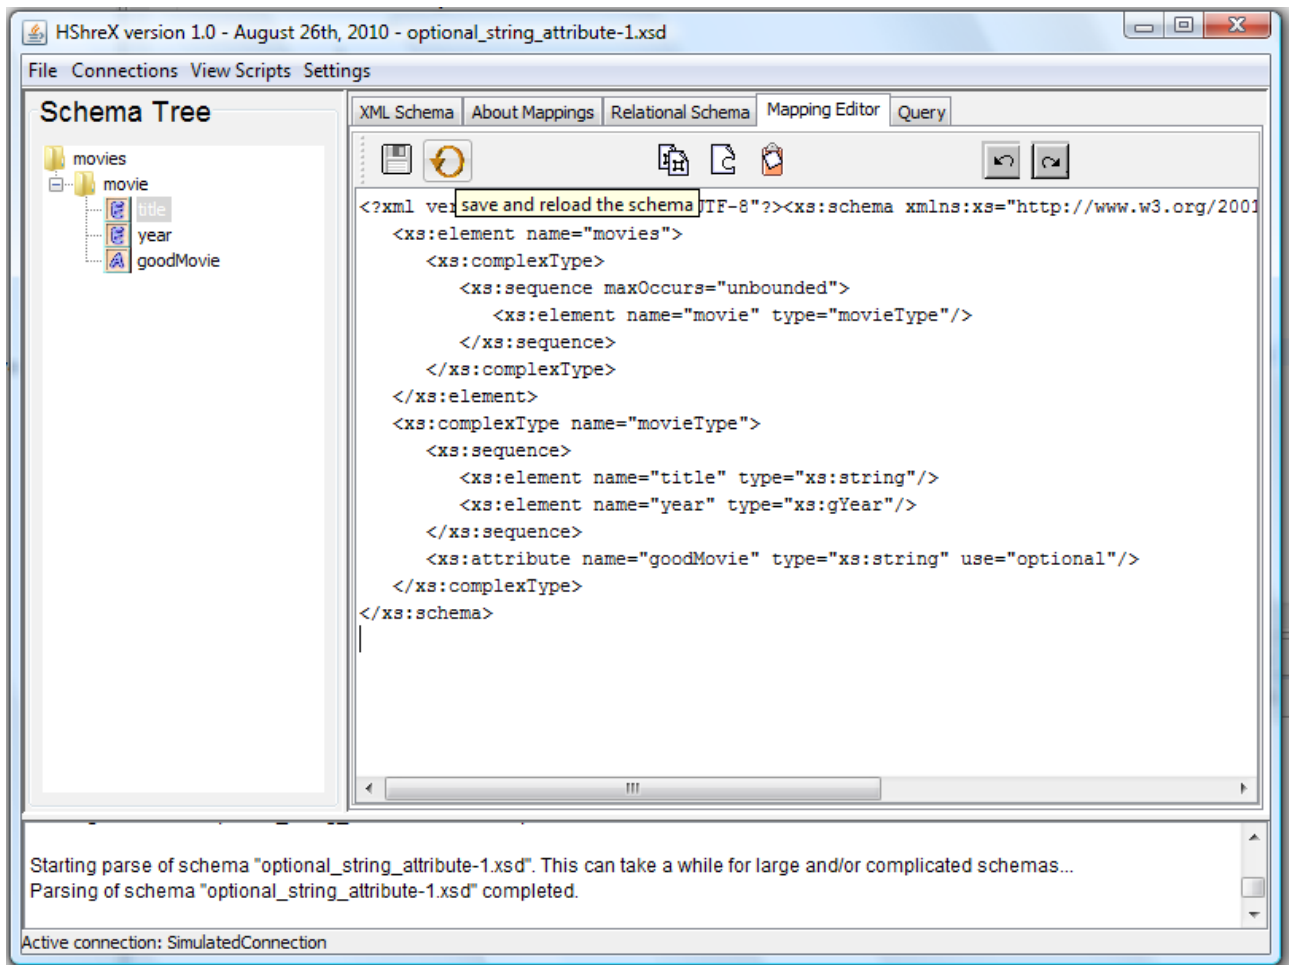 HShreX version 1.0 - August 26th, 2010 - optional_string_attribute-1.xsd
File Connections View Scripts Settings
Schema Tree
movies
movie
title
year
goodMovie
XML Schema About Mappings Relational Schema Mapping Editor Query
save and reload the schema
<?xml ver UTF-8"?><xs:schema xmlns:xs="http://www.w3.org/2001
<xs:element name="movies">
<xs:complexType>
<xs:sequence maxOccurs="unbounded">
<xs:element name="movie" type="movieType"/>
</xs:sequence>
</xs:complexType>
</xs:element>
<xs:complexType name="movieType">
<xs:sequence>
<xs:element name="title" type="xs:string"/>
<xs:element name="year" type="xs:gYear"/>
</xs:sequence>
<xs:attribute name="goodMovie" type="xs:string" use="optional"/>
</xs:complexType>
</xs:schema>
Starting parse of schema "optional_string_attribute-1.xsd". This can take a while for large and/or complicated schemas...
Parsing of schema "optional_string_attribute-1.xsd" completed.
Active connection: SimulatedConnection